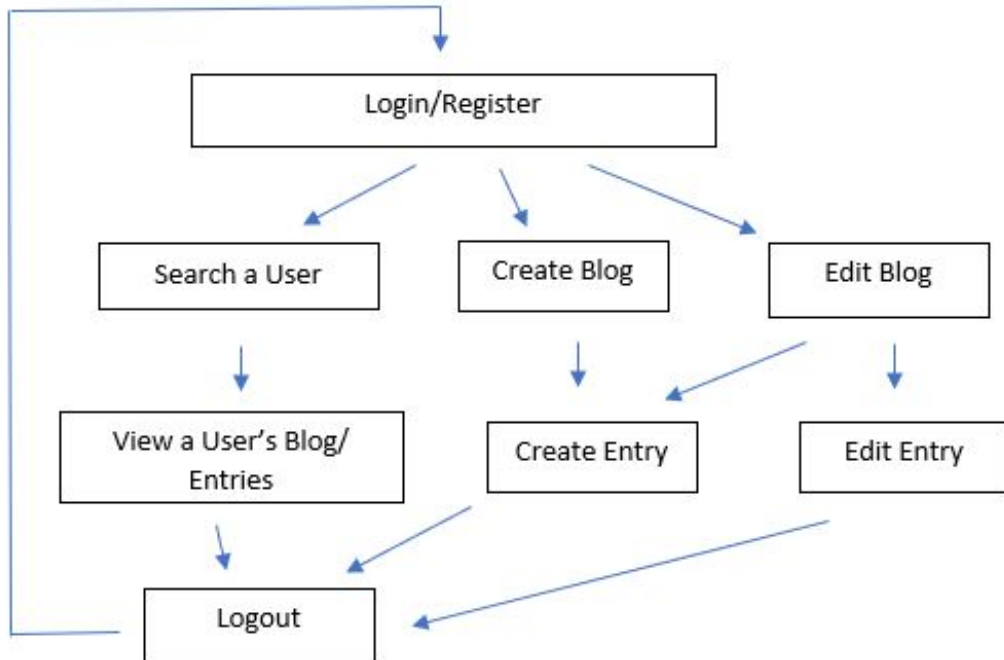 Login/Register
Search a User
Create Blog
Edit Blog
View a User’s Blog/
Entries
Create Entry
Edit Entry
Logout